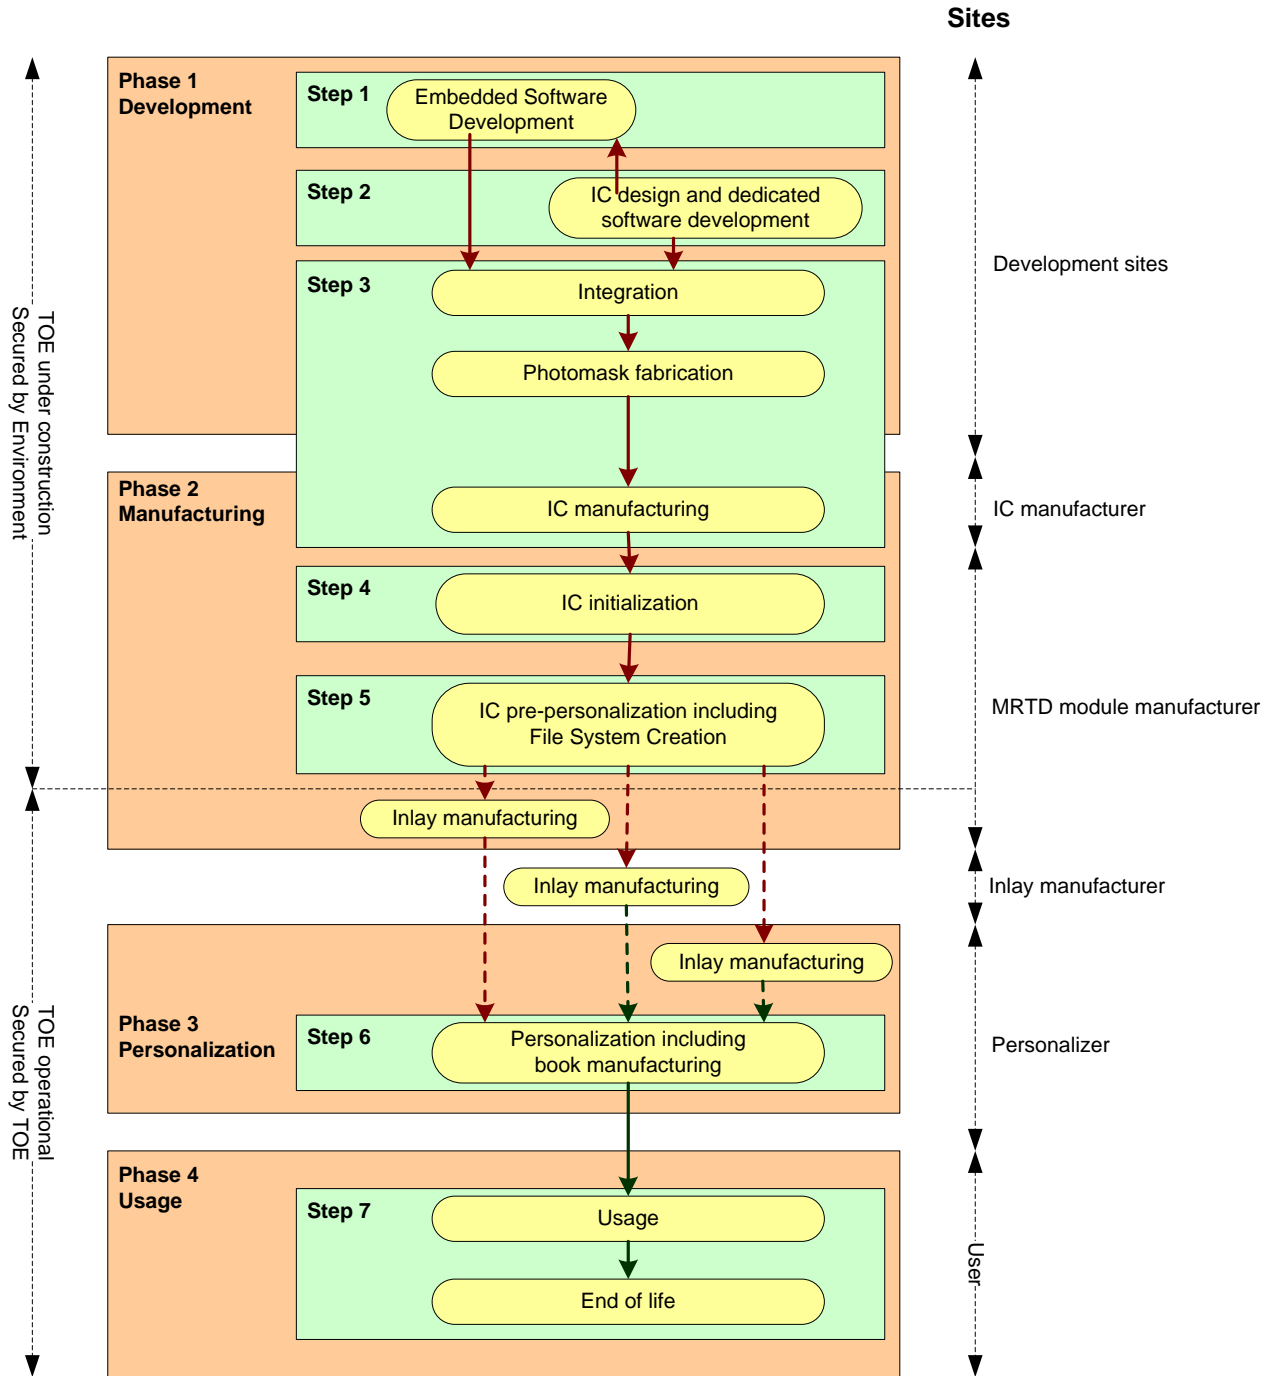 Sites
Phase 1
Development
Step 1
Embedded Software
Development
Step 2
IC design and dedicated
software development
Step 3
Integration
Photomask fabrication
Development sites
TOE under construction
Secured by Environment
Phase 2
Manufacturing
IC manufacturing
IC manufacturer
Step 4
IC initialization
Step 5
IC pre-personalization including
File System Creation
MRTD module manufacturer
Inlay manufacturing
Inlay manufacturing
Inlay manufacturer
Inlay manufacturing
Phase 3
Personalization
Step 6
Personalization including
book manufacturing
Personalizer
TOE operational
Secured by TOE
Phase 4
Usage
Step 7
Usage
End of life
User